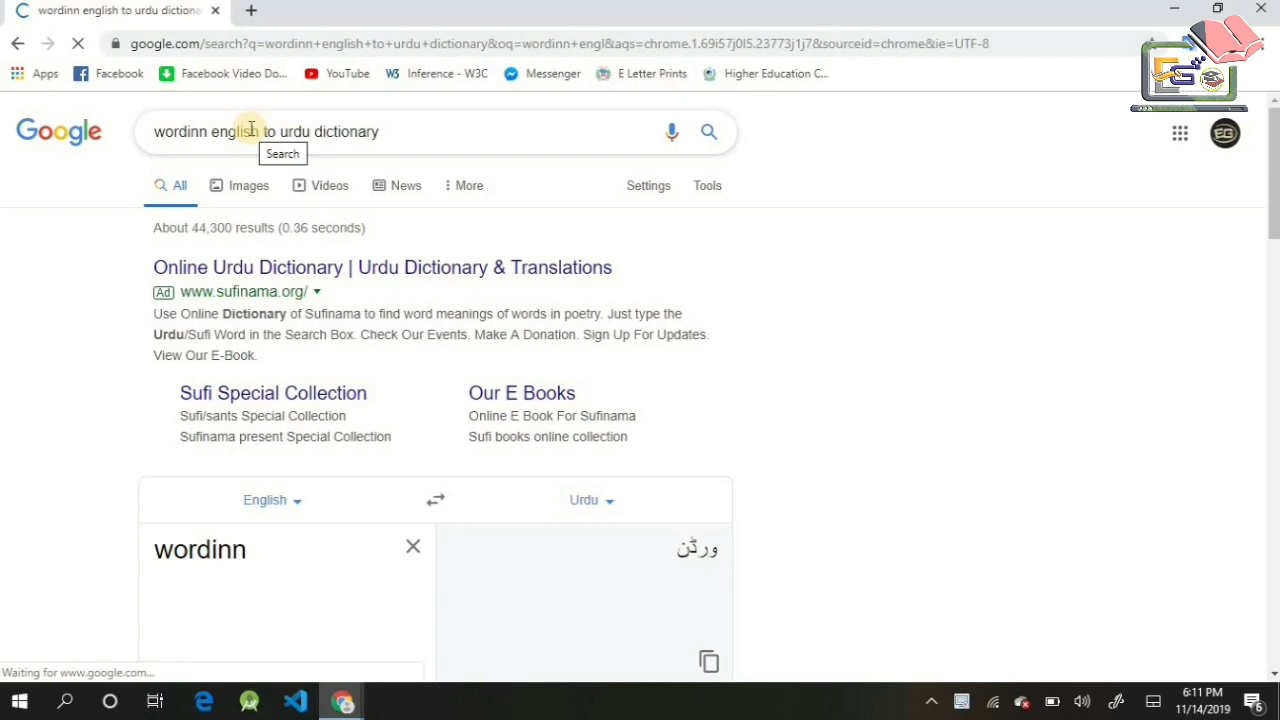 wordinn english to urdu dictiona
google.com/search?q=wordinn+english+to+urdu+dictionary&oq=wordinn+engl&aqs=chrome.1.69i57j0l5.23773j1j7&sourceid=chrome&ie=UTF-8
Apps Facebook Facebook Video Do... YouTube W3 Inference - W3C Messenger E Letter Prints Higher Education C...
EG
Google wordinn english to urdu dictionary EG
Search
All Images Videos News More Settings Tools
About 44,300 results (0.36 seconds)
Online Urdu Dictionary | Urdu Dictionary & Translations
Ad www.sufinama.org/
Use Online Dictionary of Sufinama to find word meanings of words in poetry. Just type the
Urdu/Sufi Word in the Search Box. Check Our Events. Make A Donation. Sign Up For Updates.
View Our E-Book.
Sufi Special Collection Our E Books
Sufi/sants Special Collection Online E Book For Sufinama
Sufinama present Special Collection Sufi books online collection
English Urdu
wordinn ورڈن
Waiting for www.google.com...
6:11 PM
11/14/2019 6